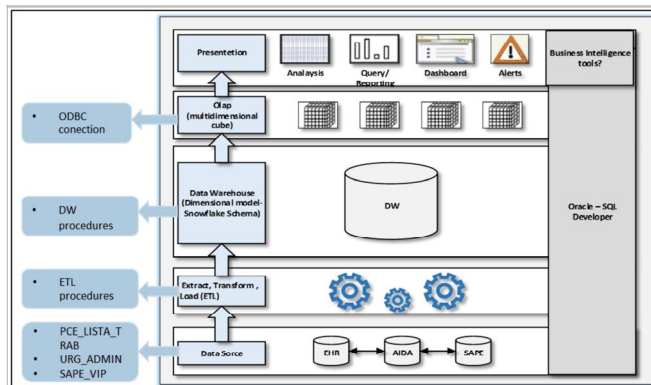 Presentetion
Analaysis
Query/
Reporting
Dashboard
Alerts
Business Intelligence
tools?
• ODBC
conection
Olap
(multidimensional
cube)
• DW
procedures
Data Warehouse
(Dimensional model-
Snowflake Schema)
DW
Oracle – SQL
Developer
• ETL
procedures
Extract, Transform ,
Load (ETL)
• PCE_LISTA_T
RAB
• URG_ADMIN
• SAPE_VIP
Data Sorce
EHR
AIDA
SAPE